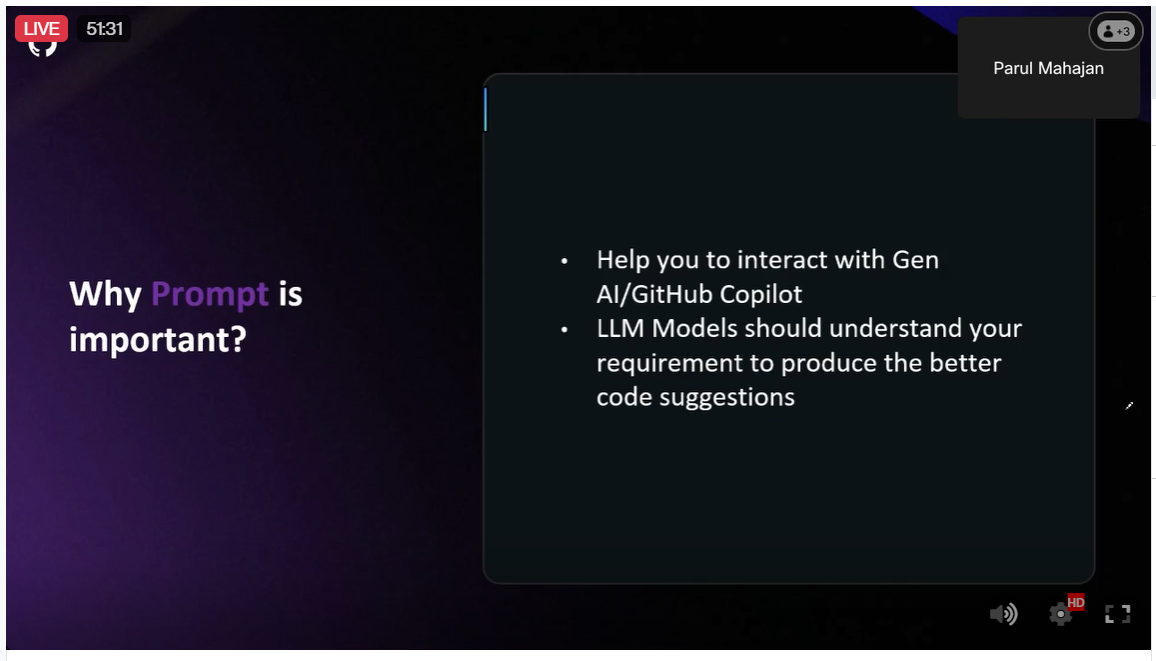 LIVE 51:31
+3
Parul Mahajan
Why Prompt is
important?
• Help you to interact with Gen
AI/GitHub Copilot
• LLM Models should understand your
requirement to produce the better
code suggestions
HD